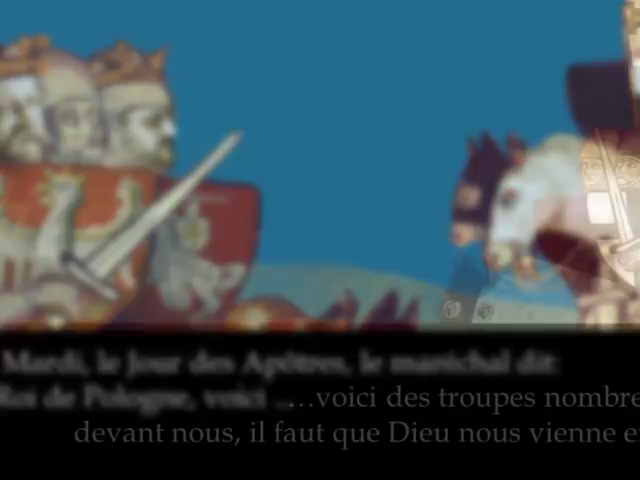 Mardi, le Jour des Apôtres, le maréchal dit:
Roi de Pologne, voici ...
...voici des troupes
devant nous, il faut que Dieu nous vienne